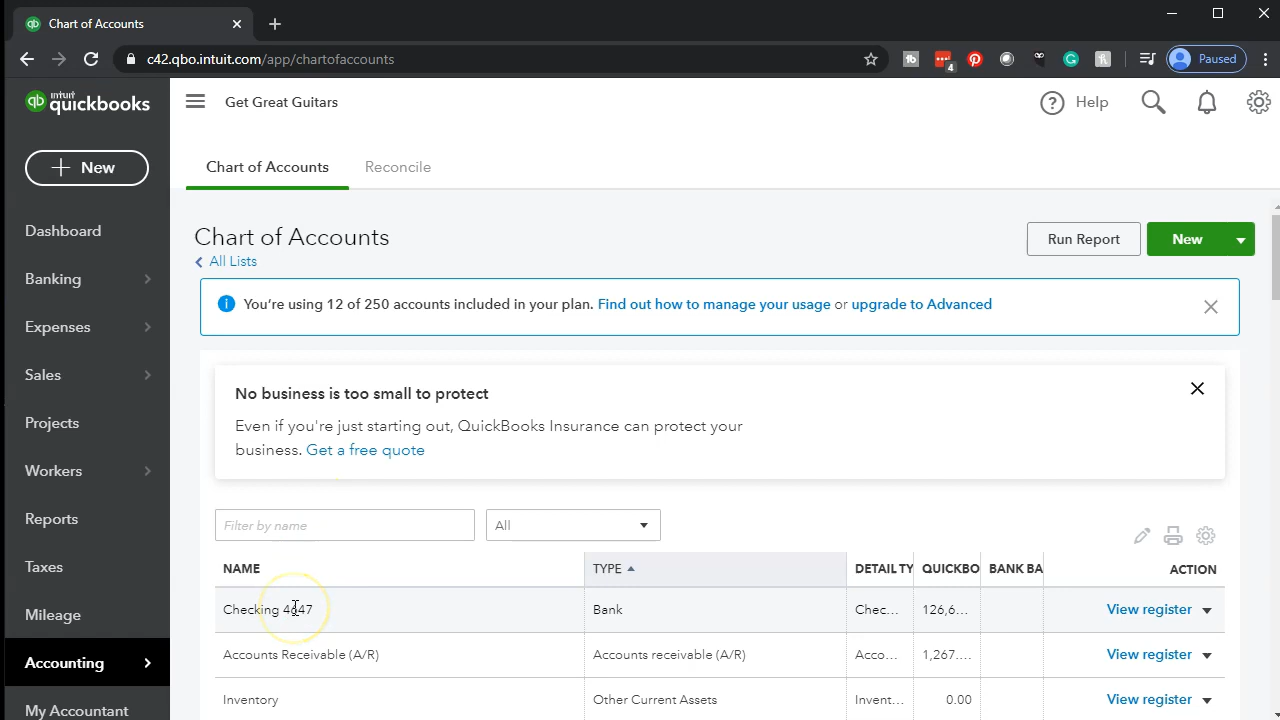 Chart of Accounts
c42.qbo.intuit.com/app/chartofaccounts
4
Paused
intuit quickbooks
Get Great Guitars
Help
New
Chart of Accounts
Reconcile
Dashboard
Banking
Expenses
Sales
Projects
Workers
Reports
Taxes
Mileage
Accounting
My Accountant
Chart of Accounts
All Lists
Run Report
New
You're using 12 of 250 accounts included in your plan. Find out how to manage your usage or upgrade to Advanced
No business is too small to protect
Even if you're just starting out, QuickBooks Insurance can protect your
business. Get a free quote
Filter by name
All
NAME TYPE DETAIL TY QUICKBO BANK BA ACTION
Checking Bank Chec... 126,6... View register
Accounts Receivable (A/R) Accounts receivable (A/R) Acco... 1,267.... View register
Inventory Other Current Assets Invent... 0.00 View register